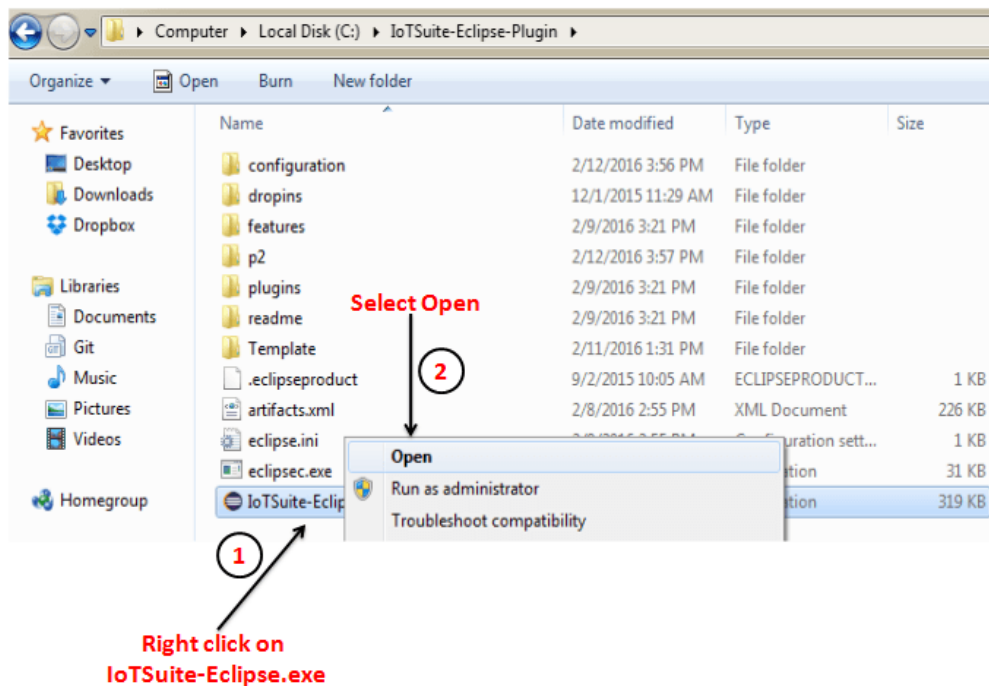 Computer Local Disk (C:) IoTSuite-Eclipse-Plugin
Organize Open Burn New folder
Name Date modified Type Size
Favorites
Desktop
Downloads
Dropbox
Libraries
Documents
Git
Music
Pictures
Videos
Homegroup
configuration 2/12/2016 3:56 PM File folder
dropins 12/1/2015 11:29 AM File folder
features 2/9/2016 3:21 PM File folder
p2 2/12/2016 3:57 PM File folder
plugins 2/9/2016 3:21 PM File folder
readme 2/9/2016 3:21 PM File folder
Template 2/11/2016 1:31 PM File folder
.eclipseproduct 9/2/2015 10:05 AM ECLIPSEPRODUCT... 1 KB
artifacts.xml 2/8/2016 2:55 PM XML Document 226 KB
eclipse.ini uration sett... 1 KB
eclipsec.exe ation 31 KB
IoTSuite-Eclip ation 319 KB
Select Open
2
Open
Run as administrator
Troubleshoot compatibility
1
Right click on
IoTSuite-Eclipse.exe